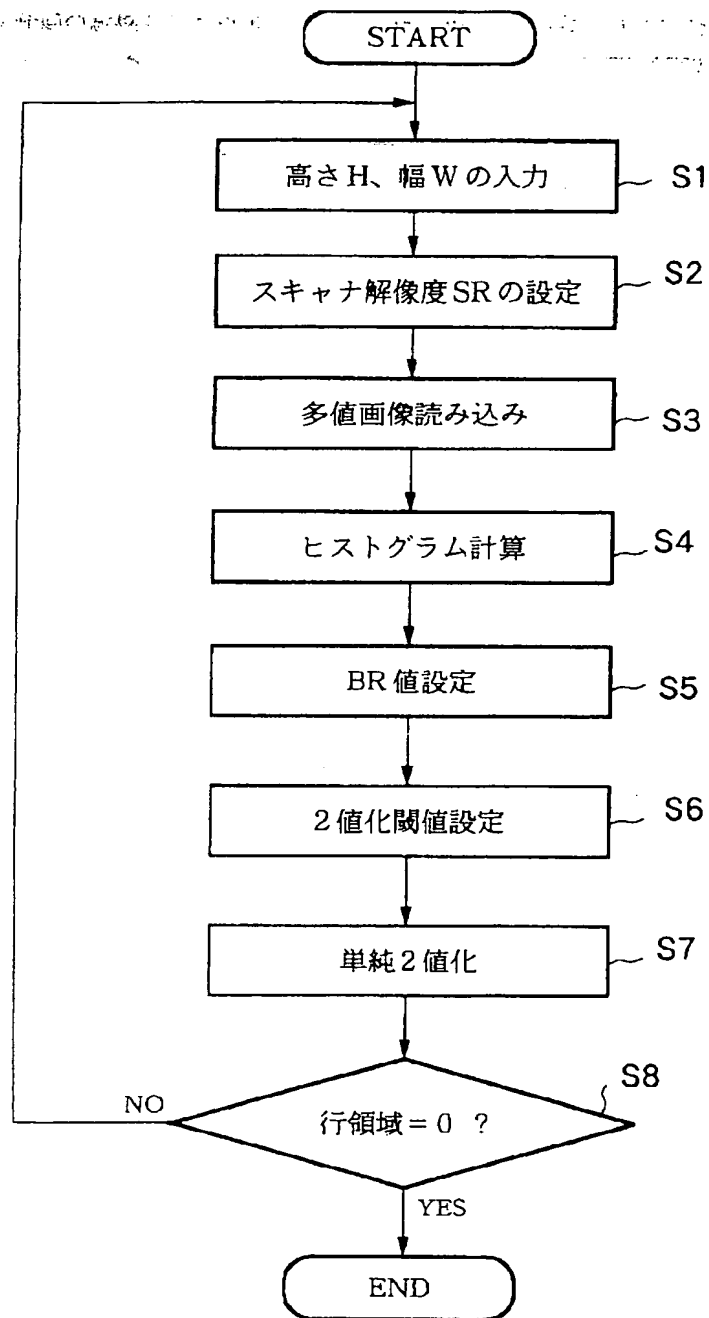 START
高さH、幅Wの入力
S1
スキャナ解像度SRの設定
S2
多値画像読み込み
S3
ヒストグラム計算
S4
BR値設定
S5
2値化閾値設定
S6
単純2値化
S7
行領域=0 ?
S8
NO
YES
END